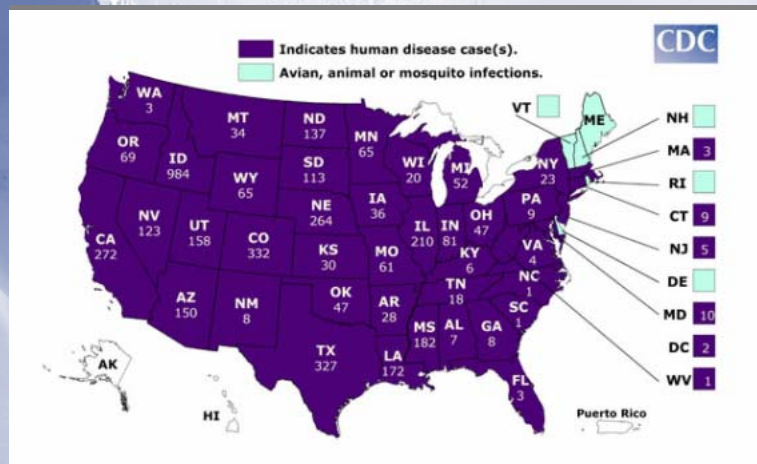 Indicates human disease case(s).
Avian, animal or mosquito infections.
CDC
WA
3
MT
34
ND
137
MN
65
VT
ME
NH
OR
69
ID
984
WY
65
SD
113
WI
20
MI
52
NY
23
MA 3
RI
NV
123
UT
158
CO
332
NE
264
IA
36
IL
210
IN
81
OH
47
PA
9
CT 9
NJ 5
CA
272
KS
30
MO
61
KY
6
VA
4
DE
MD 10
AZ
150
NM
8
OK
47
AR
28
TN
18
NC
1
SC
1
DC 2
WV 1
TX
327
LA
172
MS
182
AL
7
GA
8
FL
3
AK
HI
Puerto Rico